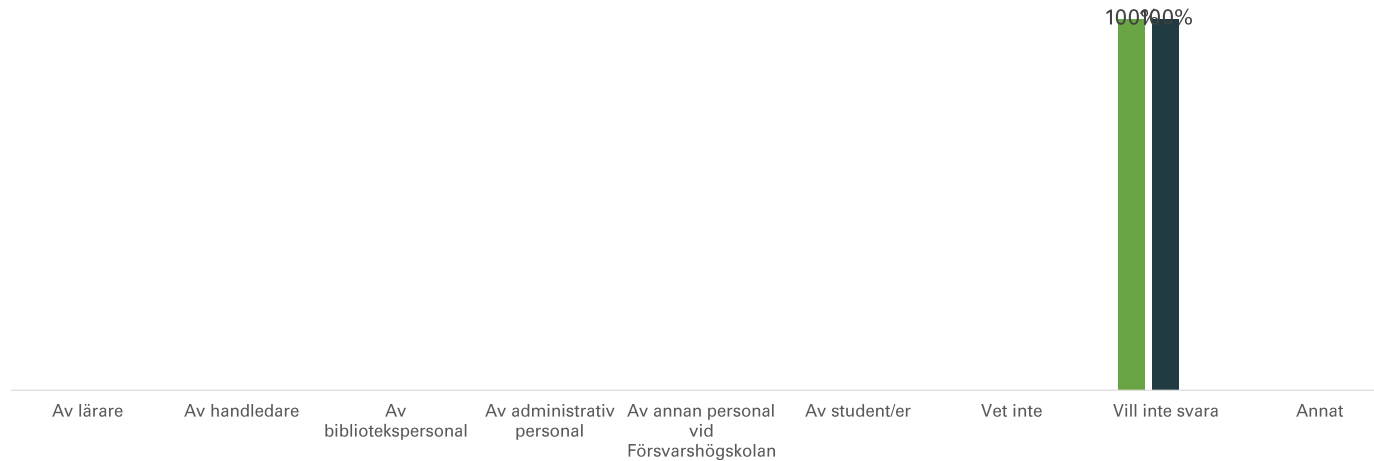 100% 100%
Av lärare
Av handledare
Av
bibliotekspersonal
Av administrativ
personal
Av annan personal
vid
Försvarshögskolan
Av student/er
Vet inte
Vill inte svara
Annat